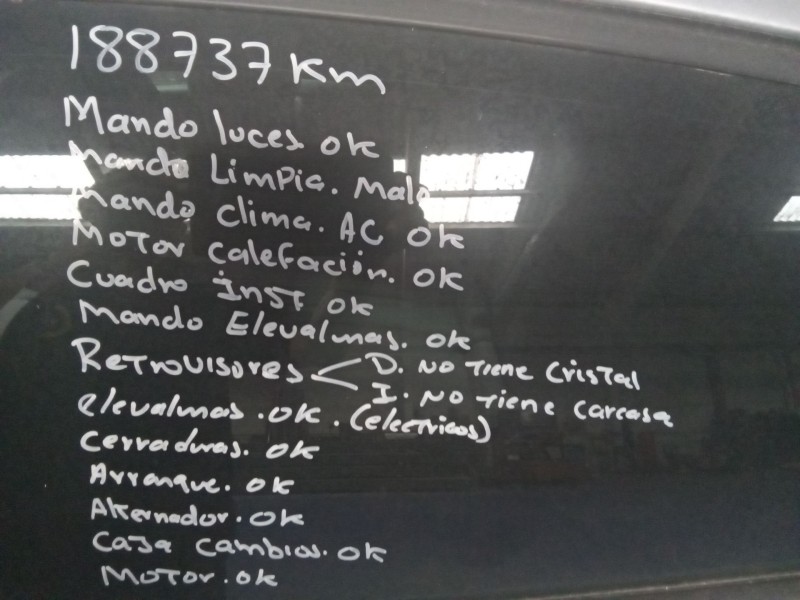 188737 Km
Mando luces ok
Mando Limpia. Malo
Mando clima. AC ok
Motor calefación. ok
Cuadro inst ok
Mando Elevalunas. ok
Retrovisores < D. NO Tiene Cristal
I. NO Tiene Carcasa
elevalunas. ok. (electricos)
Cerraduras. ok
Arranque. ok
Alternador. ok
Caja Cambios. ok
Motor. ok